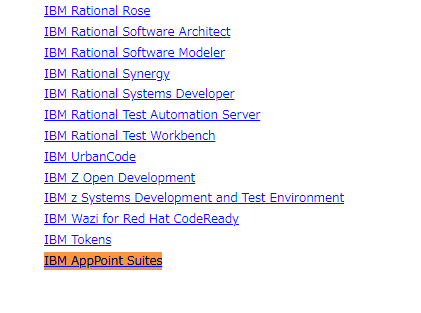 IBM Rational Rose
IBM Rational Software Architect
IBM Rational Software Modeler
IBM Rational Synergy
IBM Rational Systems Developer
IBM Rational Test Automation Server
IBM Rational Test Workbench
IBM UrbanCode
IBM Z Open Development
IBM z Systems Development and Test Environment
IBM Wazi for Red Hat CodeReady
IBM Tokens
IBM AppPoint Suites